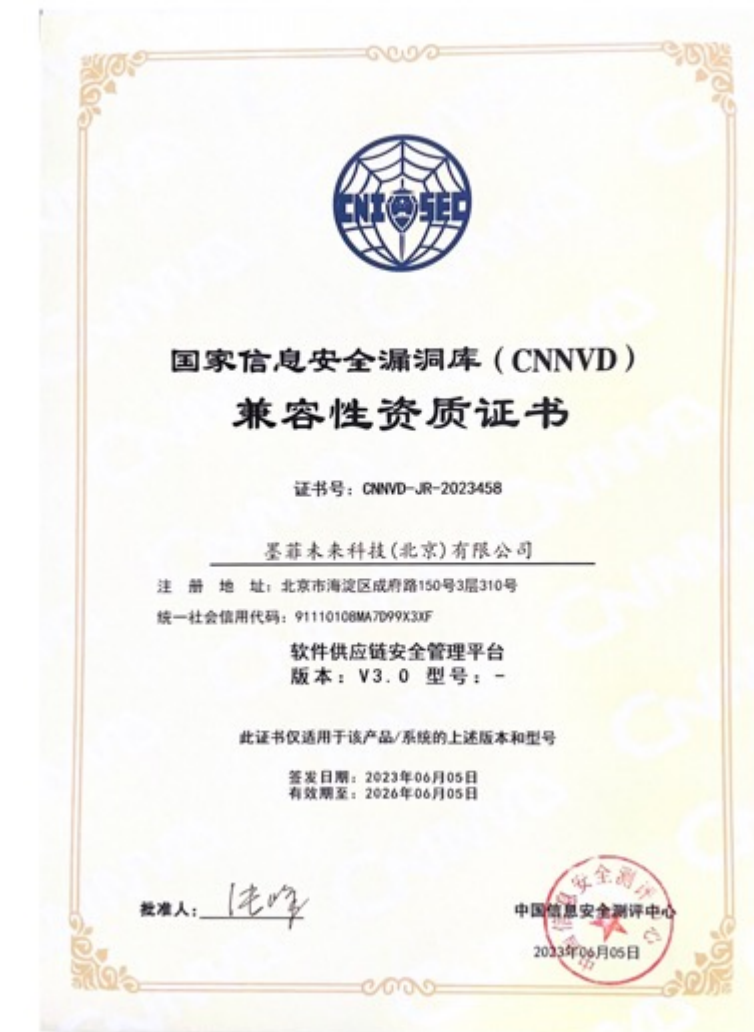 CNITSEC
国家信息安全漏洞库（CNNVD）
兼容性资质证书
证书号：CNNVD-JR-2023458
墨菲未来科技(北京)有限公司
注 册 地 址：北京市海淀区成府路150号3层310号
统一社会信用代码：91110108MA7D99X3XF
软件供应链安全管理平台
版本：V3.0 型号：-
此证书仅适用于该产品/系统的上述版本和型号
签发日期：2023年06月05日
有效期至：2026年06月05日
批准人：
中国信息安全测评中心
2023年06月05日